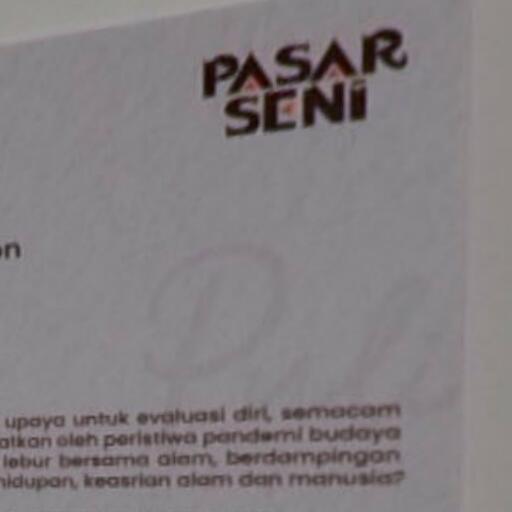 PASAR
SENI
on
upaya untuk evaluasi diri, semacam
atkan oleh peristiwa pandemi budaya
lebur bersama alam, berdampingan
hidupan, keasrian alam dan manusia?